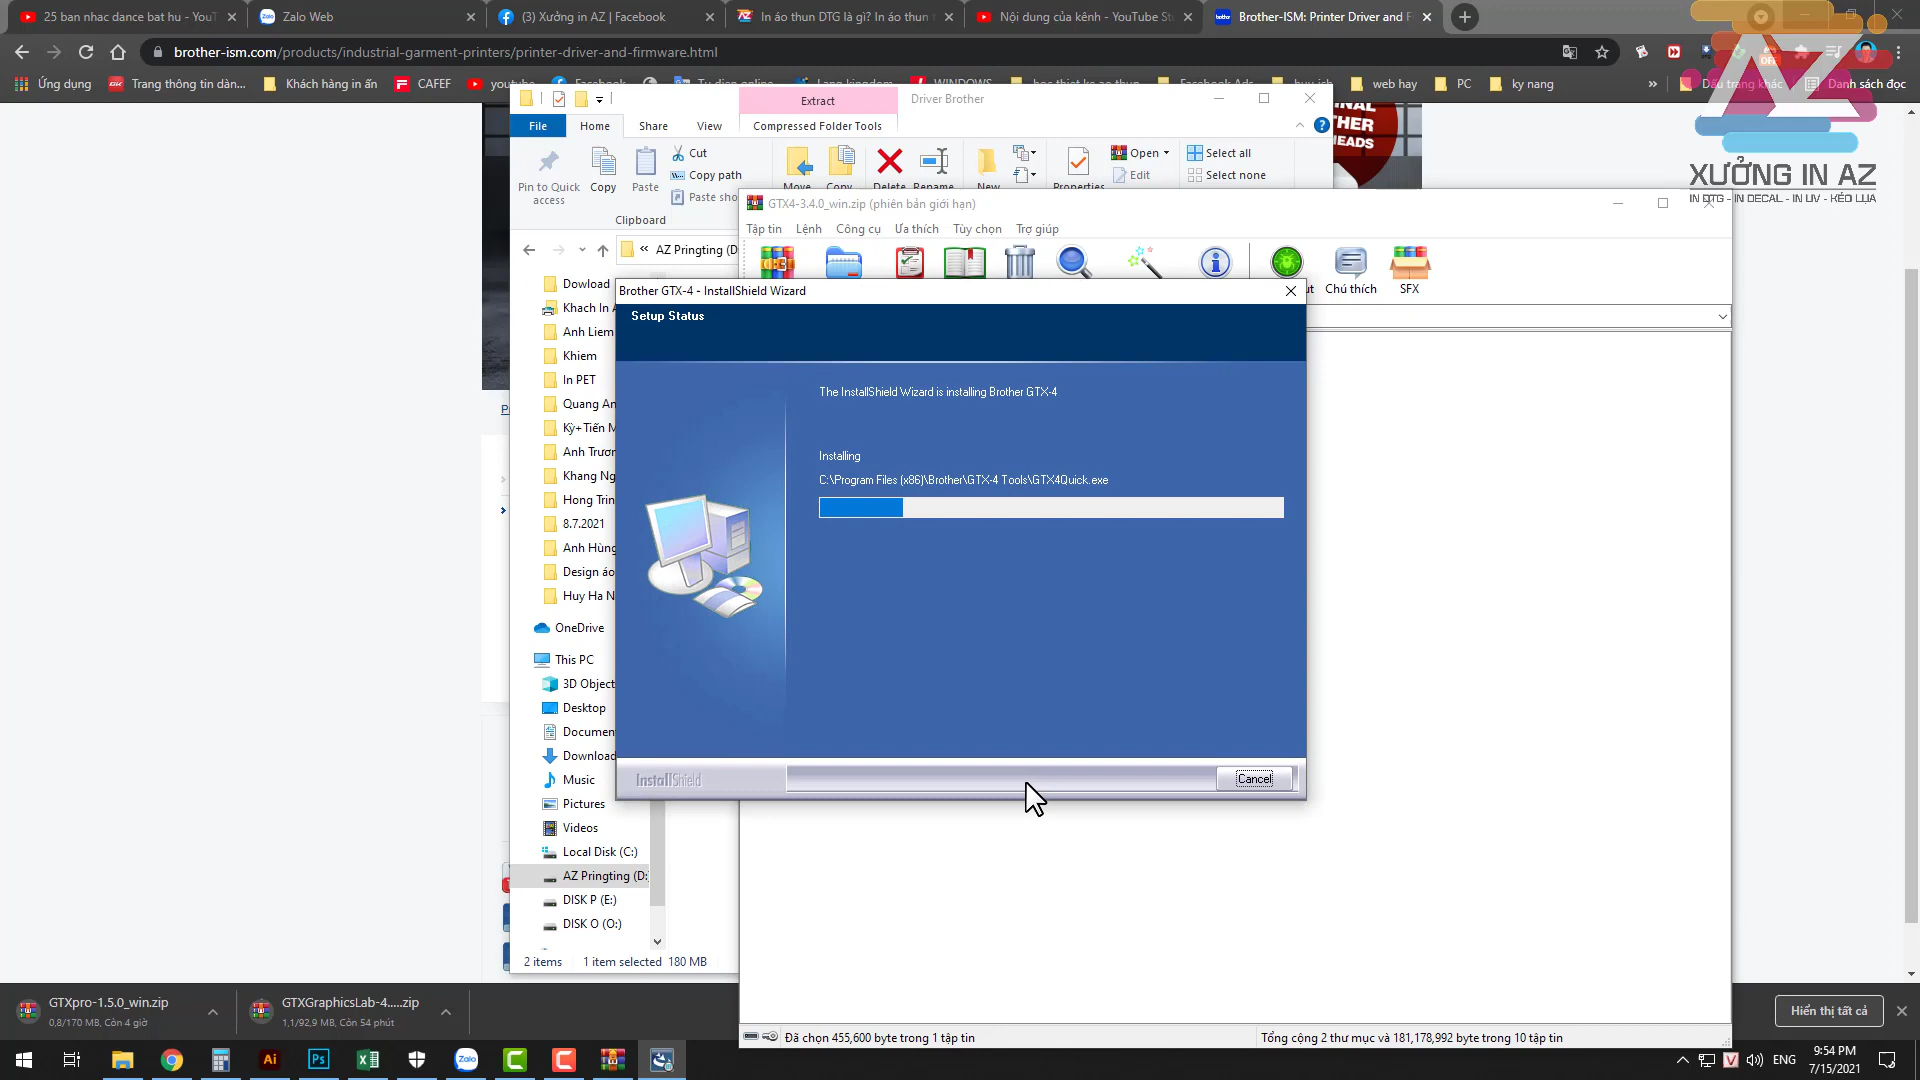 25 ban nhac dance bat hu - YouT
Zalo Web
(3) Xưởng in AZ | Facebook
In áo thun DTG là gì? In áo thun
Nội dung của kênh - YouTube St
Brother-ISM: Printer Driver and F
brother-ism.com/products/industrial-garment-printers/printer-driver-and-firmware.html
Ứng dụng
Trang thông tin dàn...
Khách hàng in ấn
CAFEF
web hay
PC
ky nang
»
Danh sách đọc
XƯỞNG IN AZ
IN DTG - IN DECAL - IN UV - KÉO LỤA
Extract
Driver Brother
File
Home
Share
View
Compressed Folder Tools
Pin to Quick access
Copy
Paste
Cut
Copy path
Paste sho
Clipboard
Open
Edit
Select all
Select none
« AZ Pringting (D
GTX4-3.4.0_win.zip (phiên bản giới hạn)
Tập tin
Lệnh
Công cụ
Ưa thích
Tùy chọn
Trợ giúp
Chú thích
SFX
Dowload
Khach In A
Anh Liem
Khiem
In PET
Quang An
Kỳ+Tiến M
Anh Trươn
Khang Ng
Hong Trin
8.7.2021
Anh Hùng
Design áo
Huy Ha N
OneDrive
This PC
3D Object
Desktop
Documen
Download
Music
Pictures
Videos
Local Disk (C:)
AZ Pringting (D:
DISK P (E:)
DISK O (O:)
2 items
1 item selected 180 MB
Brother GTX-4 - InstallShield Wizard
Setup Status
The InstallShield Wizard is installing Brother GTX-4
Installing
C:\Program Files (x86)\Brother\GTX-4 Tools\GTX4Quick.exe
InstallShield
Cancel
Đã chọn 455,600 byte trong 1 tập tin
Tổng cộng 2 thư mục và 181,178,992 byte trong 10 tập tin
GTXpro-1.5.0_win.zip
0,8/170 MB, Còn 4 giờ
GTXGraphicsLab-4.....zip
1,1/92,9 MB, Còn 54 phút
Hiển thị tất cả
ENG
9:54 PM
7/15/2021